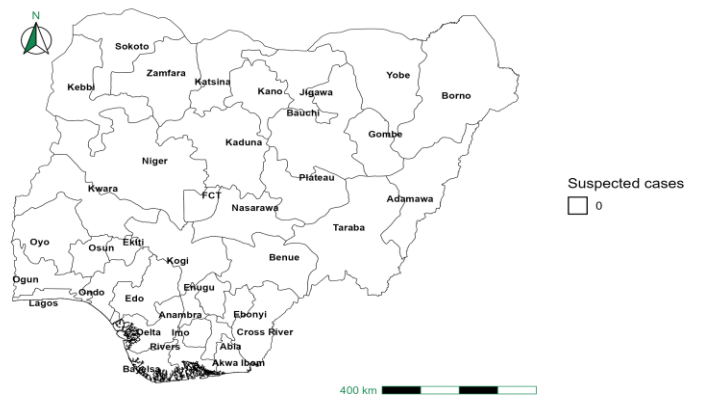 N
Sokoto
Zamfara
Katsina
Kebbi
Kano
Jigawa
Yobe
Borno
Bauchi
Gombe
Kaduna
Niger
Plateau
Kwara
FCT
Nasarawa
Adamawa
Taraba
Suspected cases
0
Oyo
Osun
Ekiti
Kogi
Benue
Ogun
Ondo
Edo
Enugu
Lagos
Anambra
Ebonyi
Delta
Imo
Cross River
Rivers
Abia
Bayelsa
Akwa Ibom
400 km